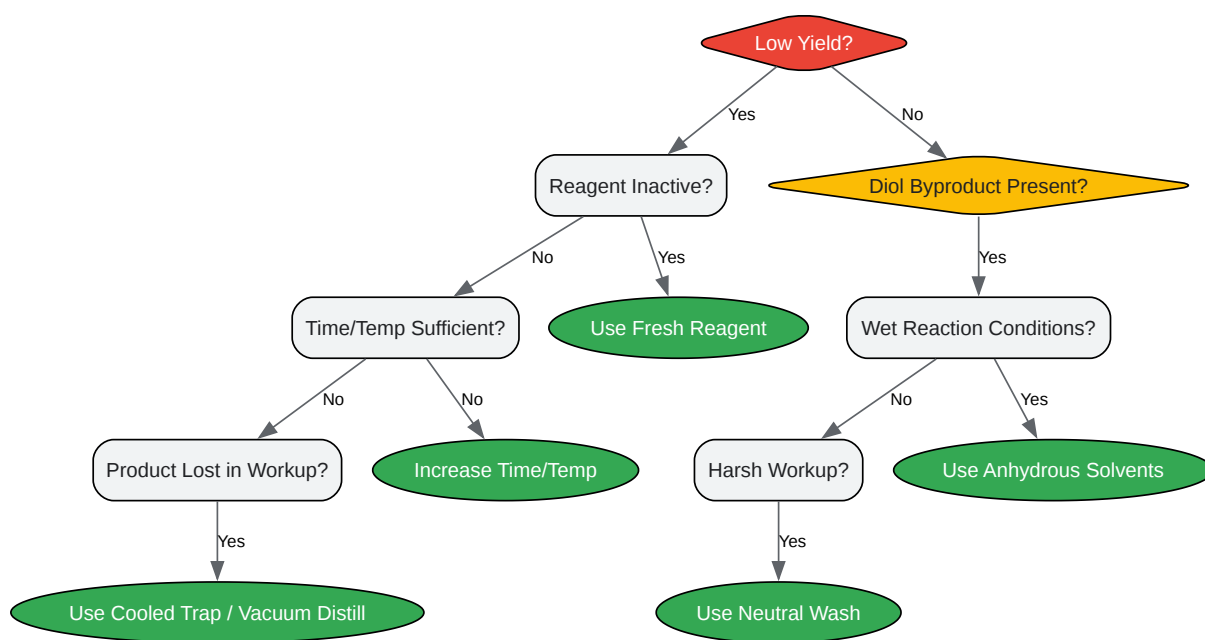 Low Yield?
Yes
No
Reagent Inactive?
Diol Byproduct Present?
No
Yes
Yes
Time/Temp Sufficient?
Use Fresh Reagent
Wet Reaction Conditions?
No
No
No
Yes
Product Lost in Workup?
Increase Time/Temp
Harsh Workup?
Use Anhydrous Solvents
Yes
Yes
Use Cooled Trap / Vacuum Distill
Use Neutral Wash